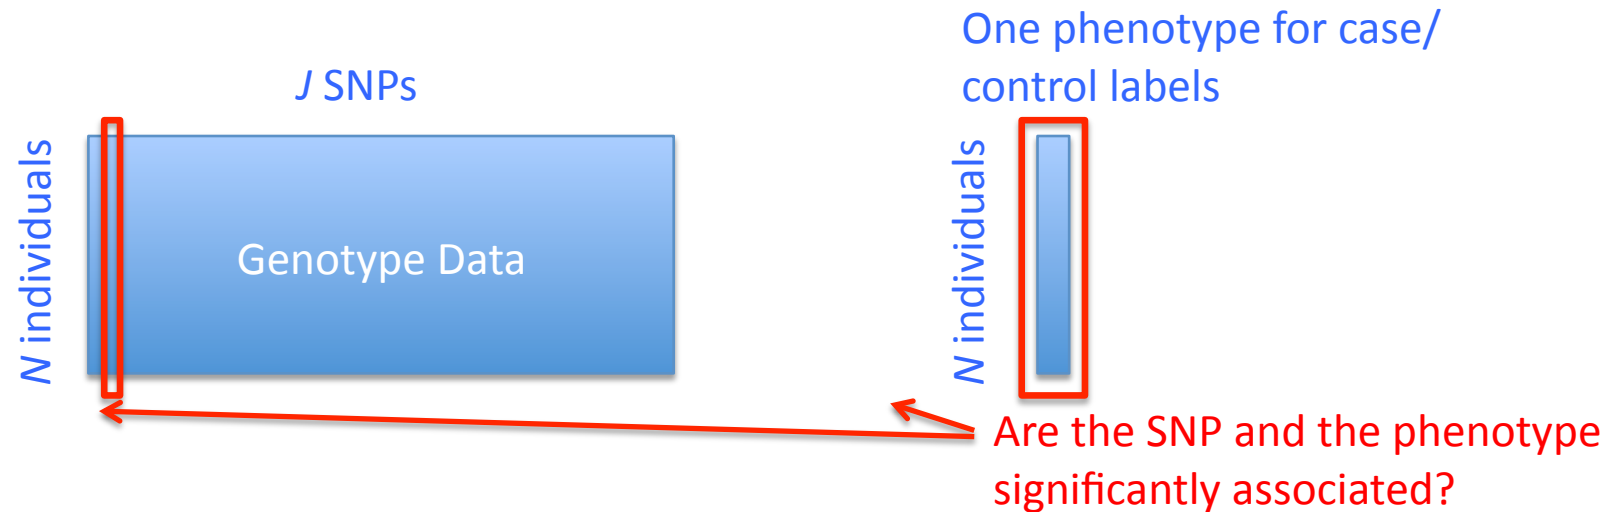 J SNPs
N individuals
Genotype Data
One phenotype for case/
control labels
N individuals
Are the SNP and the phenotype
significantly associated?